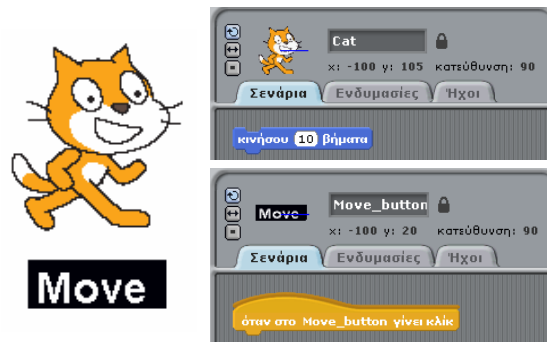 Move
Cat
x: -100 y: 105 κατεύθυνση: 90
Σενάρια Ενδυμασίες Ήχοι
κινήσου 10 βήματα
Move
Move_button
x: -100 y: 20 κατεύθυνση: 90
Σενάρια Ενδυμασίες Ήχοι
όταν στο Move_button γίνει κλίκ